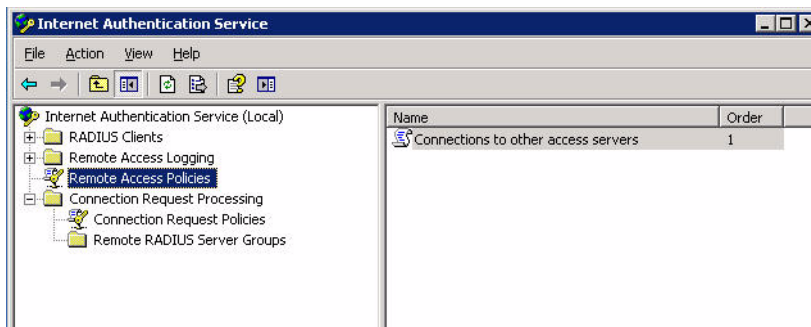 Internet Authentication Service
File Action View Help
Internet Authentication Service (Local)
RADIUS Clients
Remote Access Logging
Remote Access Policies
Connection Request Processing
Connection Request Policies
Remote RADIUS Server Groups
Name Order
Connections to other access servers 1